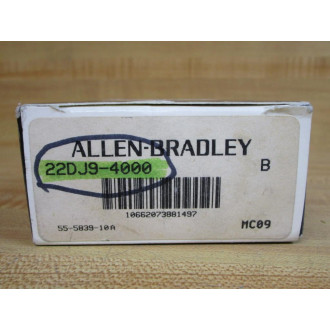 ALLEN-BRADLEY
22DJ9-4000
B
10662073881497
55-5839-10A
MC09